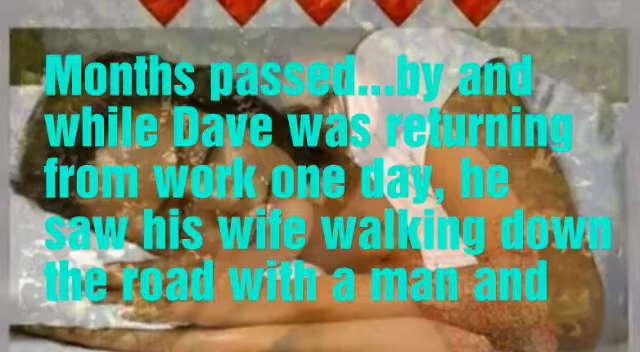 Months passed...by and
while Dave was returning
from work one day, he
saw his wife walking down
the road with a man and